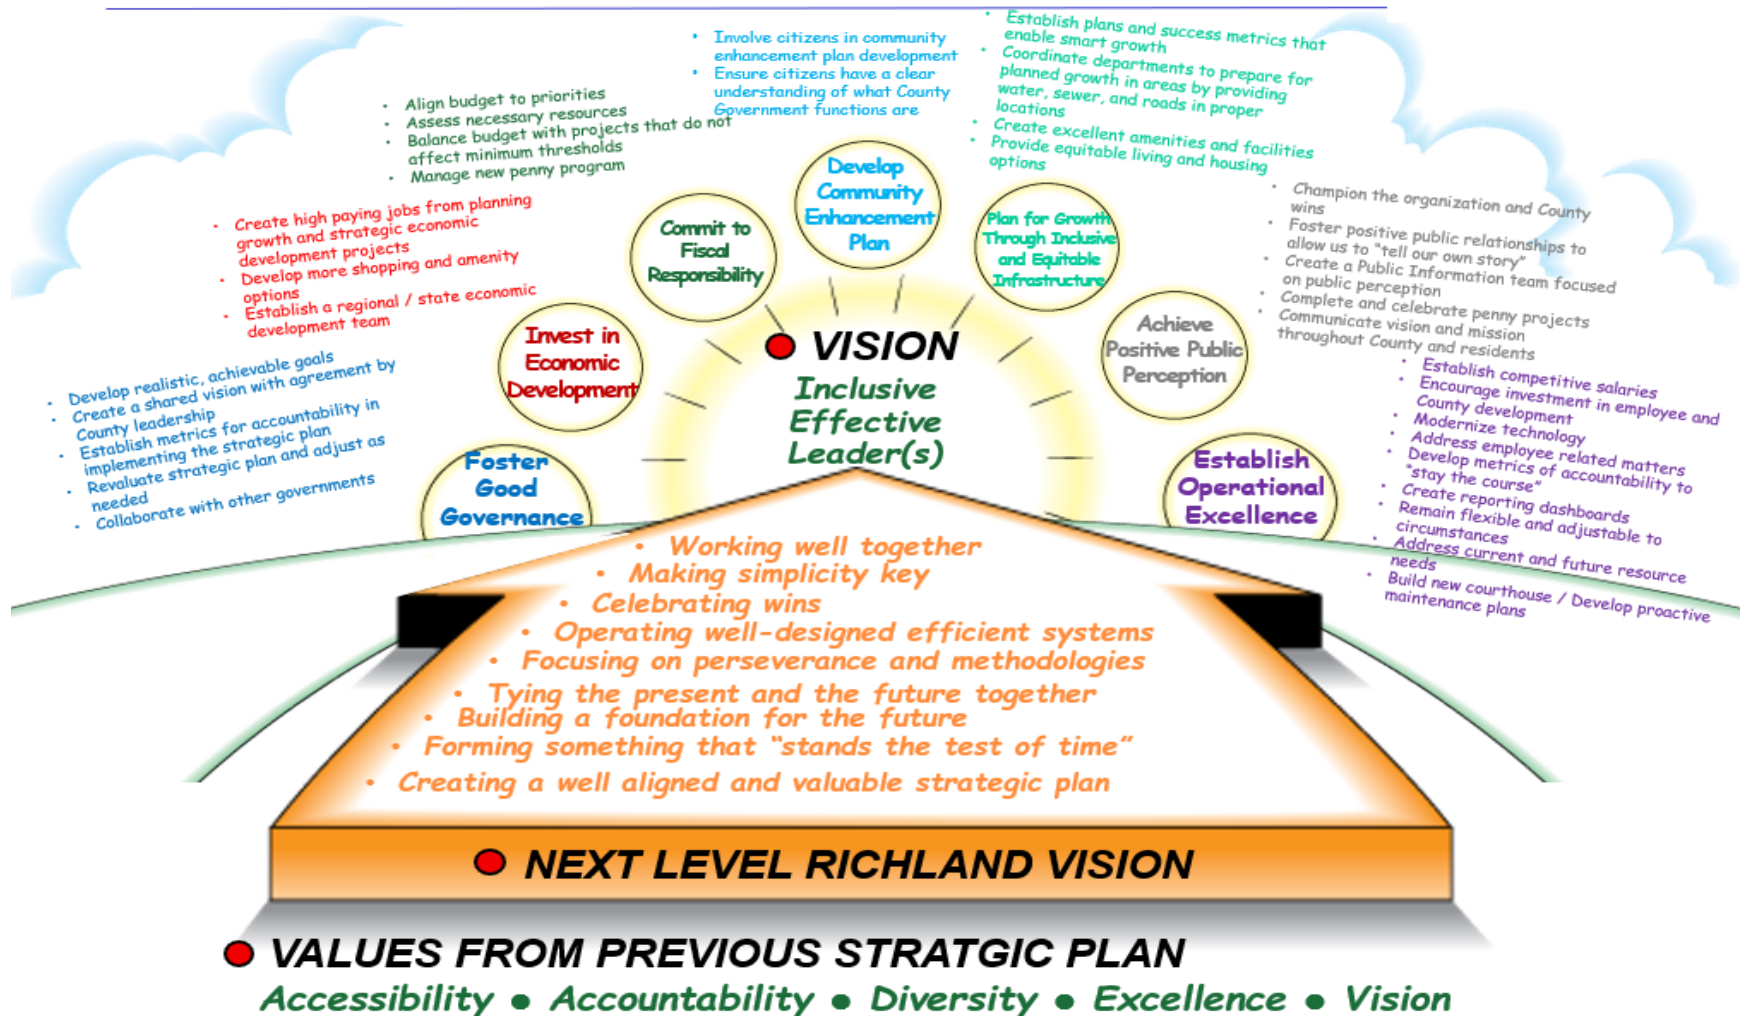 • Involve citizens in community
enhancement plan development
• Ensure citizens have a clear
understanding of what County
Government functions are
• Establish plans and success metrics that
enable smart growth
• Coordinate departments to prepare for
planned growth in areas by providing
water, sewer, and roads in proper
locations
• Create excellent amenities and facilities
• Provide equitable living and housing
options
• Align budget to priorities
• Assess necessary resources
• Balance budget with projects that do not
affect minimum thresholds
• Manage new penny program
• Create high paying jobs from planning
growth and strategic economic
development projects
• Develop more shopping and amenity
options
• Establish a regional / state economic
development team
• Develop realistic, achievable goals
• Create a shared vision with agreement by
County leadership
• Establish metrics for accountability in
implementing the strategic plan
• Revaluate strategic plan and adjust as
needed
• Collaborate with other governments
• Champion the organization and County
wins
• Foster positive public relationships to
allow us to "tell our own story"
• Create a Public Information team focused
on public perception
• Complete and celebrate penny projects
• Communicate vision and mission
throughout County and residents
• Establish competitive salaries
• Encourage investment in employee and
County development
• Modernize technology
• Address employee related matters
• Develop metrics of accountability to
"stay the course"
• Create reporting dashboards
• Remain flexible and adjustable to
circumstances
• Address current and future resource
needs
• Build new courthouse / Develop proactive
maintenance plans
Foster
Good
Governance
Invest in
Economic
Development
Commit to
Fiscal
Responsibility
Develop
Community
Enhancement
Plan
Plan for Growth
Through Inclusive
and Equitable
Infrastructure
Achieve
Positive Public
Perception
Establish
Operational
Excellence
VISION
Inclusive
Effective
Leader(s)
• Working well together
• Making simplicity key
• Celebrating wins
• Operating well-designed efficient systems
• Focusing on perseverance and methodologies
• Tying the present and the future together
• Building a foundation for the future
• Forming something that "stands the test of time"
• Creating a well aligned and valuable strategic plan
NEXT LEVEL RICHLAND VISION
VALUES FROM PREVIOUS STRATGIC PLAN
Accessibility • Accountability • Diversity • Excellence • Vision